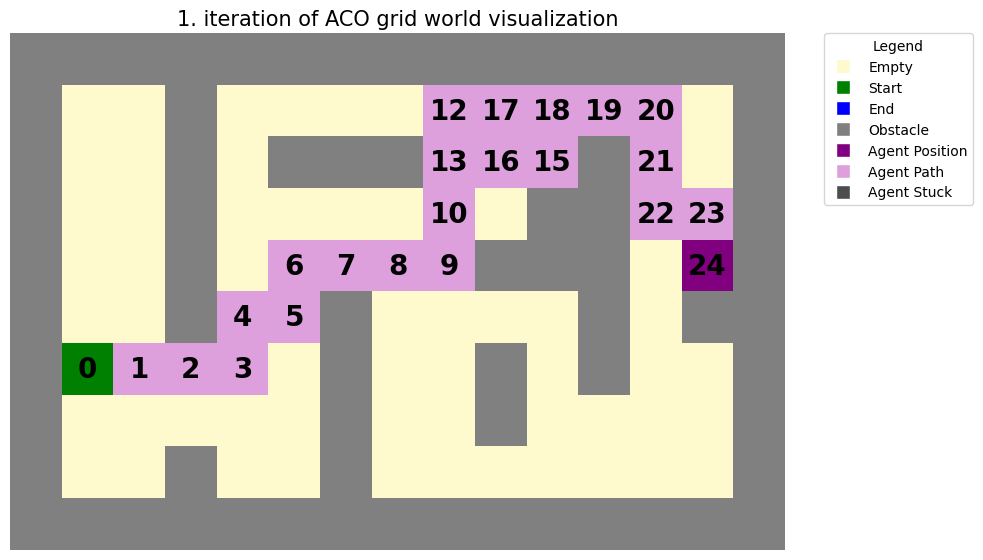 1. iteration of ACO grid world visualization
12 17 18 19 20
13 16 15 21
10 22 23
6 7 8 9 24
4 5
0 1 2 3
Legend
Empty
Start
End
Obstacle
Agent Position
Agent Path
Agent Stuck